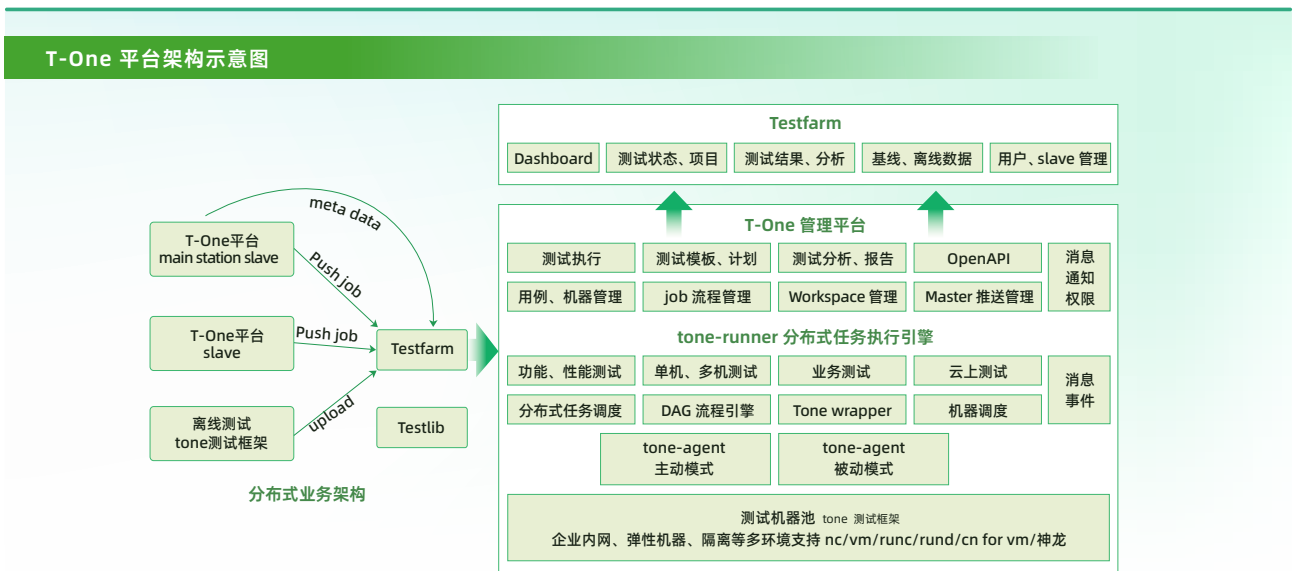 T-One 平台架构示意图
meta data
T-One平台
main station slave
Push job
T-One平台
slave
Push job
离线测试
tone测试框架
upload
Testfarm
Testlib
分布式业务架构
Testfarm
Dashboard
测试状态、项目
测试结果、分析
基线、离线数据
用户、slave 管理
T-One 管理平台
测试执行
测试模板、计划
测试分析、报告
OpenAPI
用例、机器管理
job 流程管理
Workspace 管理
Master 推送管理
消息
通知
权限
tone-runner 分布式任务执行引擎
功能、性能测试
单机、多机测试
业务测试
云上测试
分布式任务调度
DAG 流程引擎
Tone wrapper
机器调度
消息
事件
tone-agent
主动模式
tone-agent
被动模式
测试机器池 tone 测试框架
企业内网、弹性机器、隔离等多环境支持 nc/vm/runc/rund/cn for vm/神龙